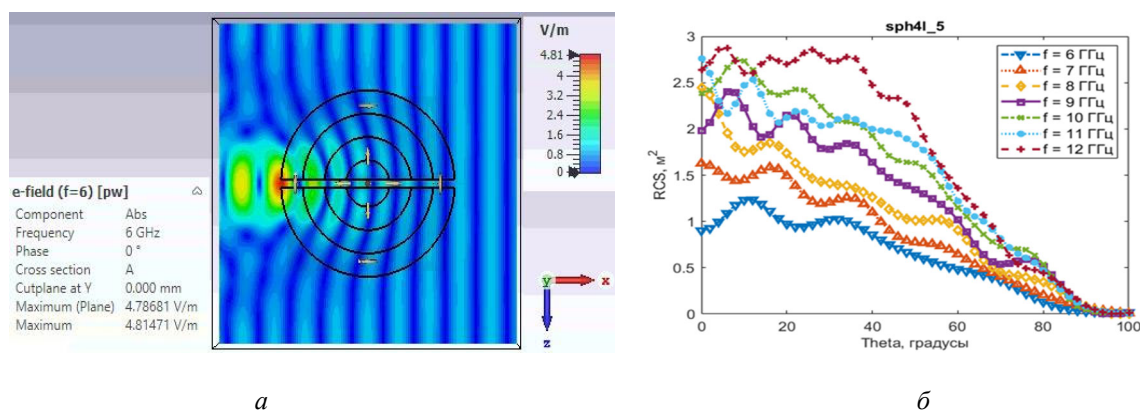 V/m
4.81
4
3.2
2.4
1.6
0.8
0
e-field (f=6) [pw]
Component Abs
Frequency 6 GHz
Phase 0 °
Cross section A
Cutplane at Y 0.000 mm
Maximum (Plane) 4.78681 V/m
Maximum 4.81471 V/m
y
x
z
а
sph4l_5
3
2.5
2
1.5
1
0.5
0
RCS, м²
0 20 40 60 80 100
Theta, градусы
f = 6 ГГц
f = 7 ГГц
f = 8 ГГц
f = 9 ГГц
f = 10 ГГц
f = 11 ГГц
f = 12 ГГц
б